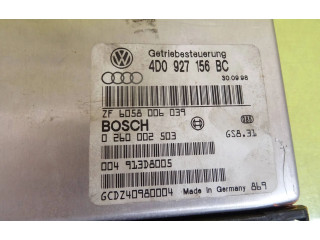 Getriebesteuerung
4D0 927 156 BC
30.09.98
ZF 6058 006 039
BOSCH
0 260 002 503 GS8.31
004 913D8005
GCDZ40980004 Made in Germany 869